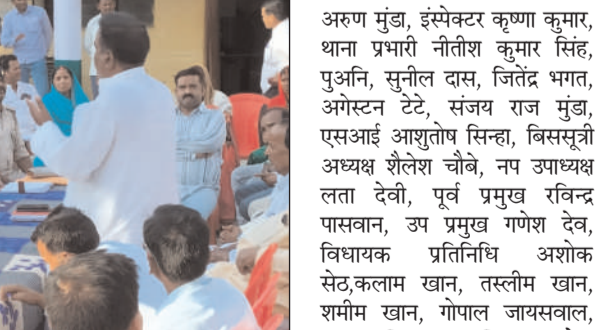 अरुण मुंडा, इंस्पेक्टर कृष्णा कुमार,
थाना प्रभारी नीतीश कुमार सिंह,
पुअनि, सुनील दास, जितेंद्र भगत,
अगेस्टन टेटे, संजय राज मुंडा,
एसआई आशुतोष सिन्हा, बिससूत्री
अध्यक्ष शैलेश चौबे, नप उपाध्यक्ष
लता देवी, पूर्व प्रमुख रविन्द्र
पासवान, उप प्रमुख गणेश देव,
विधायक प्रतिनिधि अशोक
सेठ,कलाम खान, तस्लीम खान,
शमीम खान, गोपाल जायसवाल,